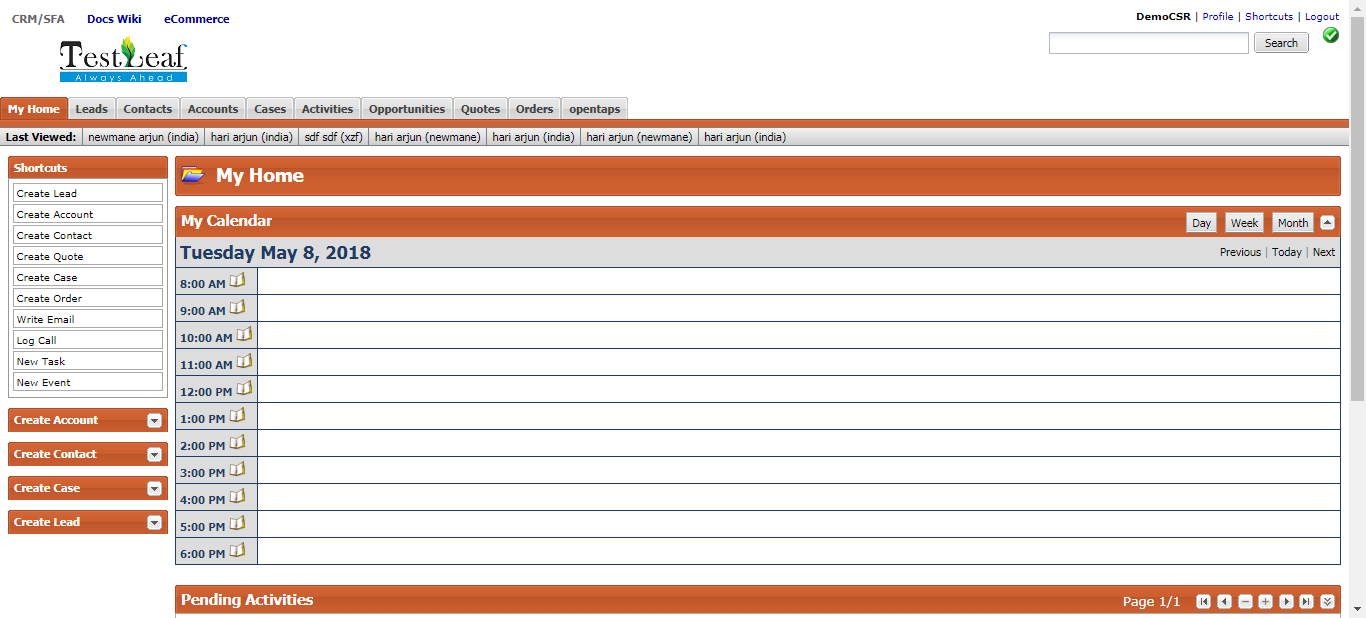 CRM/SFA Docs Wiki eCommerce
DemoCSR | Profile | Shortcuts | Logout
Search
TestLeaf
Always Ahead
My Home Leads Contacts Accounts Cases Activities Opportunities Quotes Orders opentaps
Last Viewed: newmane arjun (india) hari arjun (india) sdf sdf (xzf) hari arjun (newmane) hari arjun (india) hari arjun (newmane) hari arjun (india)
Shortcuts
Create Lead
Create Account
Create Contact
Create Quote
Create Case
Create Order
Write Email
Log Call
New Task
New Event
Create Account
Create Contact
Create Case
Create Lead
My Home
My Calendar Day Week Month
Tuesday May 8, 2018 Previous | Today | Next
8:00 AM
9:00 AM
10:00 AM
11:00 AM
12:00 PM
1:00 PM
2:00 PM
3:00 PM
4:00 PM
5:00 PM
6:00 PM
Pending Activities Page 1/1